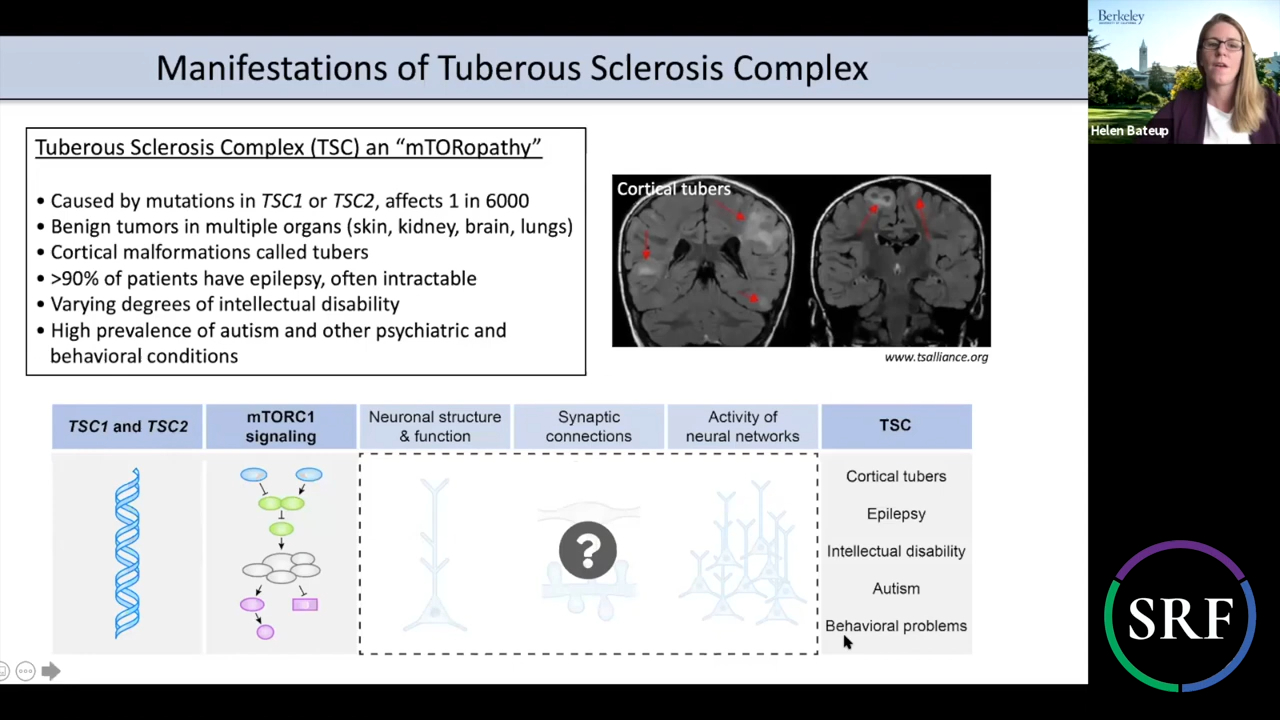 Manifestations of Tuberous Sclerosis Complex
Berkeley
Helen Bateup
Tuberous Sclerosis Complex (TSC) an “mTORopathy”
• Caused by mutations in TSC1 or TSC2, affects 1 in 6000
• Benign tumors in multiple organs (skin, kidney, brain, lungs)
• Cortical malformations called tubers
• >90% of patients have epilepsy, often intractable
• Varying degrees of intellectual disability
• High prevalence of autism and other psychiatric and
behavioral conditions
Cortical tubers
www.tsalliance.org
TSC1 and TSC2
mTORC1
signaling
Neuronal structure
& function
Synaptic
connections
Activity of
neural networks
TSC
?
Cortical tubers
Epilepsy
Intellectual disability
Autism
Behavioral problems
SRF